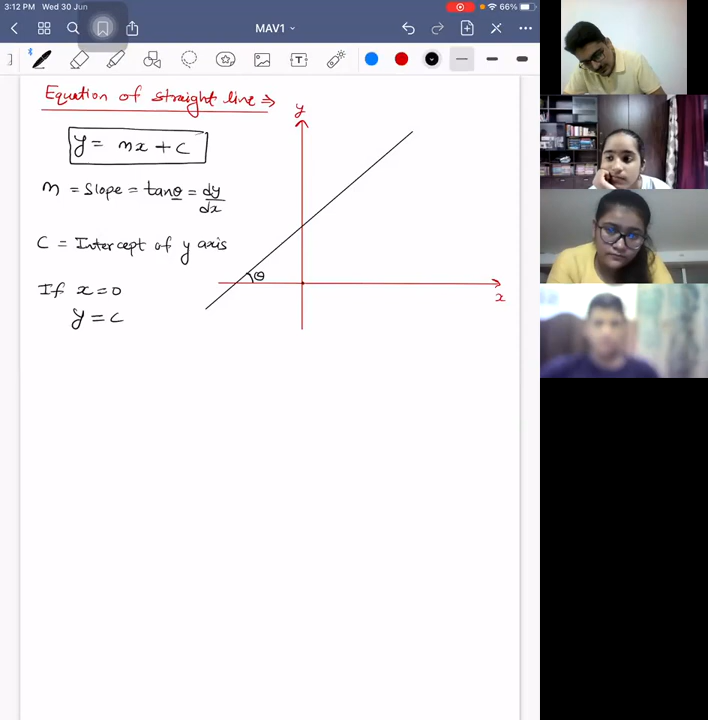 3:12 PM Wed 30 Jun
66%
MAV1
T
Equation of straight line ⇒
y
y = mx + c
m = Slope = tanθ = dy/dx
C = Intercept of y axis
θ
If x = 0
x
y = c